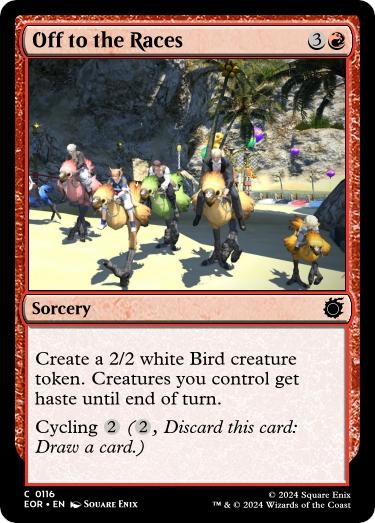 Off to the Races 3
Sorcery
Create a 2/2 white Bird creature
token. Creatures you control get
haste until end of turn.
Cycling 2 (2, Discard this card:
Draw a card.)
C 0116 © 2024 Square Enix
EOR • EN Square Enix ™ & © 2024 Wizards of the Coast